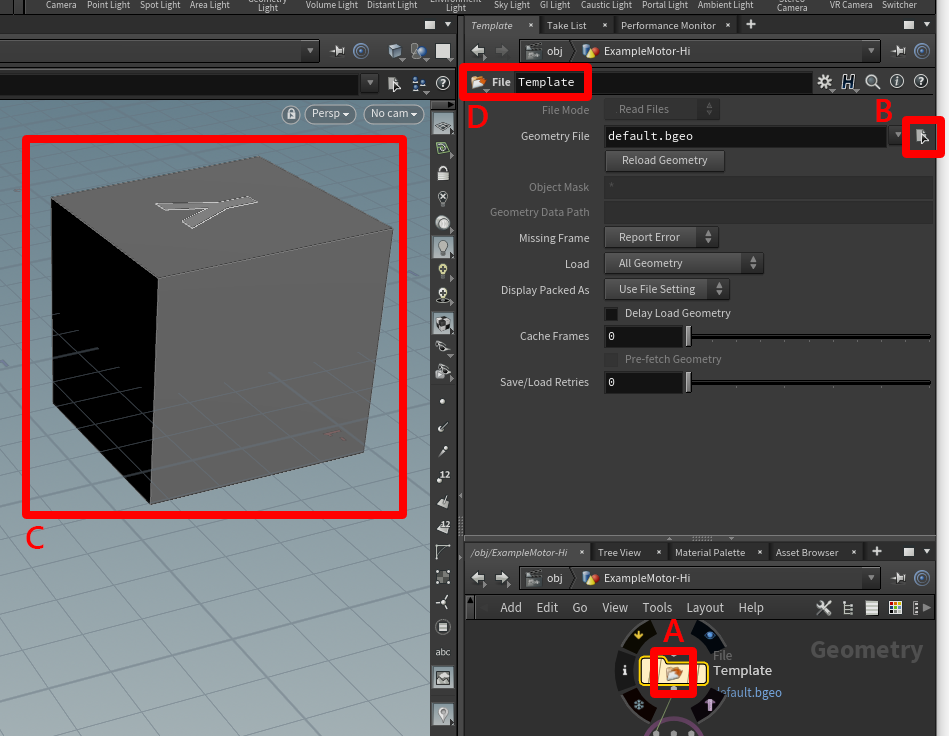 Camera Point Light Spot Light Area Light Geometry Light Volume Light Distant Light Environment Light Sky Light GI Light Caustic Light Portal Light Ambient Light Stereo Camera VR Camera Switcher
Template × Take List × Performance Monitor × +
obj ExampleMotor-Hi
File Template
D
B
Persp No cam
File Mode Read Files
Geometry File default.bgeo
Reload Geometry
Object Mask *
Geometry Data Path
Missing Frame Report Error
Load All Geometry
Display Packed As Use File Setting
Delay Load Geometry
Cache Frames 0
Pre-fetch Geometry
Save/Load Retries 0
Y
C
12
12
abc
/obj/ExampleMotor-Hi × Tree View × Material Palette × Asset Browser × +
obj ExampleMotor-Hi
Add Edit Go View Tools Layout Help
A
Geometry
File
Template
default.bgeo